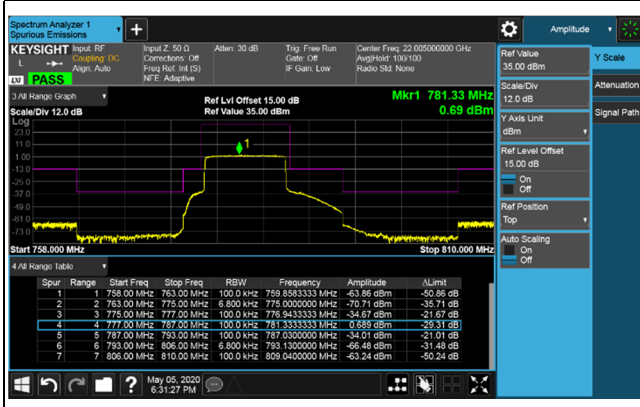 Spectrum Analyzer 1
Spurious Emissions
Amplitude
KEYSIGHT
L
LXI
PASS
Input: RF
Coupling: DC
Align: Auto
Input Z: 50 Ω
Corrections: Off
Freq Ref: Int (S)
NFE: Adaptive
Atten: 30 dB
Trig: Free Run
Gate: Off
IF Gain: Low
Center Freq: 22.005000000 GHz
Avg|Hold: 100/100
Radio Std: None
3 All Range Graph
Scale/Div 12.0 dB
Ref Lvl Offset 15.00 dB
Ref Value 35.00 dBm
Mkr1 781.33 MHz
0.69 dBm
Log
23.0
11.0
1.00
-13.0
-25.0
-37.0
-49.0
-61.0
-73.0
1
Start 758.000 MHz
Stop 810.000 MHz
4 All Range Table
Spur Range Start Freq Stop Freq RBW Frequency Amplitude ΔLimit
1 1 758.00 MHz 763.00 MHz 100.0 kHz 759.8583333 MHz -63.86 dBm -50.86 dB
2 2 763.00 MHz 775.00 MHz 6.800 kHz 775.0000000 MHz -70.71 dBm -35.71 dB
3 3 775.00 MHz 777.00 MHz 100.0 kHz 776.9433333 MHz -34.67 dBm -21.67 dB
4 4 777.00 MHz 787.00 MHz 100.0 kHz 781.3333333 MHz 0.689 dBm -29.31 dB
5 5 787.00 MHz 793.00 MHz 100.0 kHz 787.0300000 MHz -34.01 dBm -21.01 dB
6 6 793.00 MHz 806.00 MHz 6.800 kHz 793.1300000 MHz -66.48 dBm -31.48 dB
7 7 806.00 MHz 810.00 MHz 100.0 kHz 809.0400000 MHz -63.24 dBm -50.24 dB
?
May 05, 2020
6:31:27 PM
Ref Value
35.00 dBm
Scale/Div
12.0 dB
Y Axis Unit
dBm
Ref Level Offset
15.00 dB
On
Off
Ref Position
Top
Auto Scaling
On
Off
Y Scale
Attenuation
Signal Path